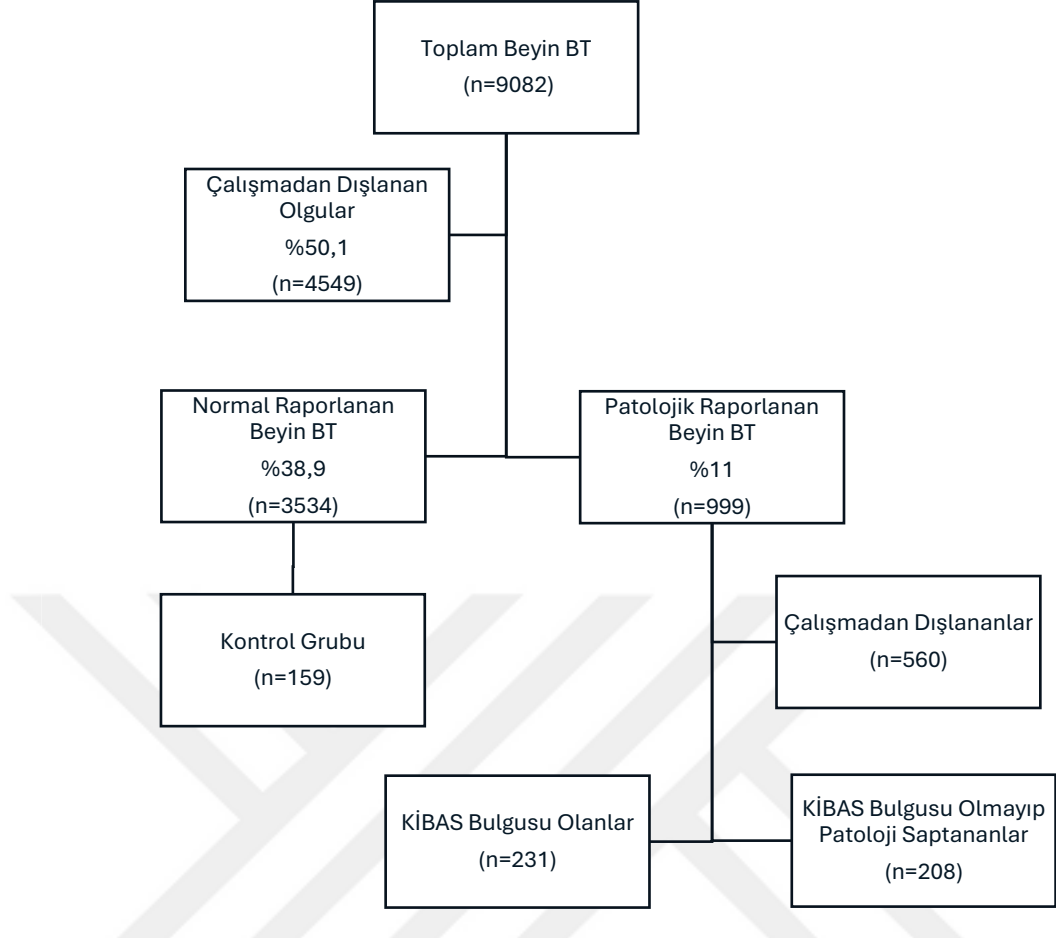 Toplam Beyin BT
(n=9082)
Çalışmadan Dışlanan
Olgular
%50,1
(n=4549)
Normal Raporlanan
Beyin BT
%38,9
(n=3534)
Patolojik Raporlanan
Beyin BT
%11
(n=999)
Kontrol Grubu
(n=159)
Çalışmadan Dışlananlar
(n=560)
KİBAS Bulgusu Olanlar
(n=231)
KİBAS Bulgusu Olmayıp
Patoloji Saptananlar
(n=208)